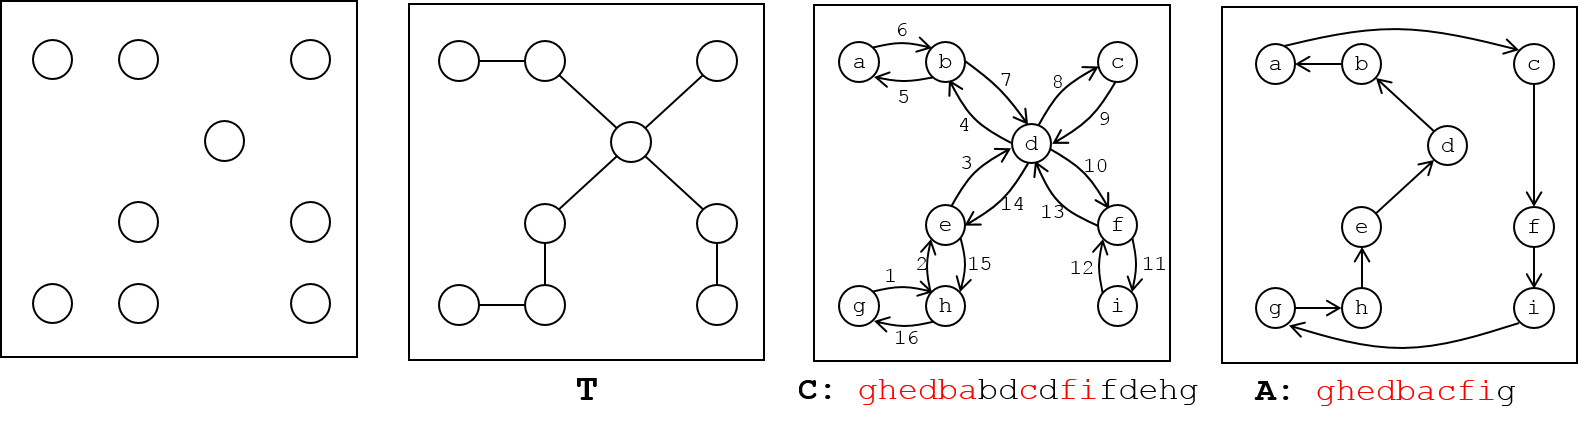 6
a b c
5
7
8
4
9
d
3
10
14
13
e f
2
15
12
11
1
g h i
16
a b c
d
e f
g h i
T
C: ghedbabdcdfifdehg
A: ghedbacfig